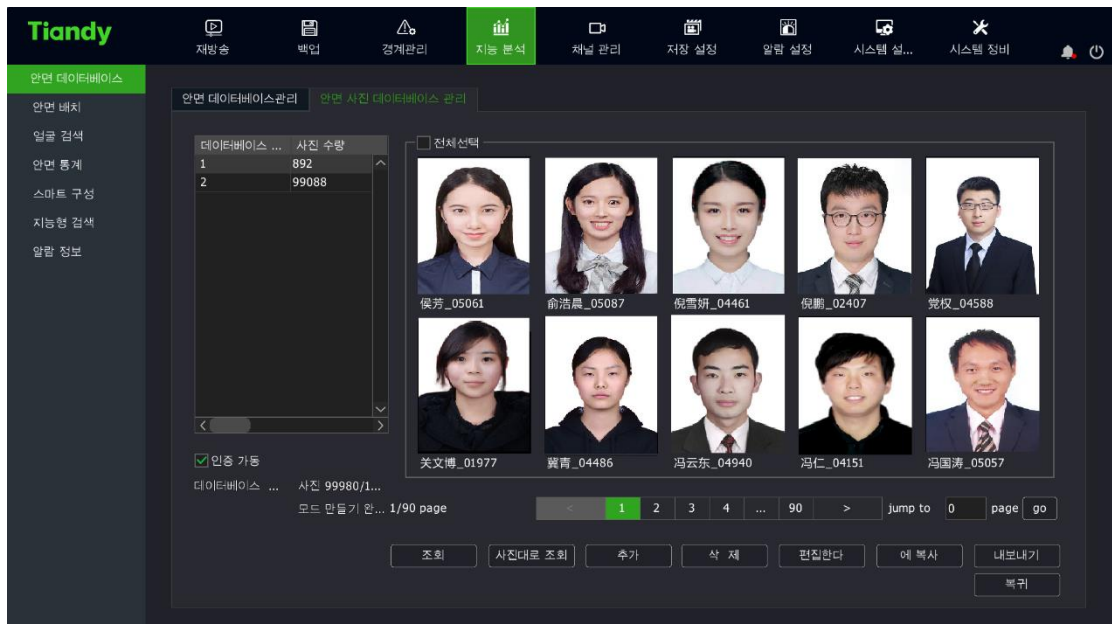 Tiandy
재방송 백업 경계관리 지능 분석 채널 관리 저장 설정 알람 설정 시스템 설... 시스템 정비
안면 데이터베이스
안면 배치
얼굴 검색
안면 통계
스마트 구성
지능형 검색
알람 정보
안면 데이터베이스관리 안면 사진 데이터베이스 관리
데이터베이스 ... 사진 수량
1 892
2 99088
인증 가동
데이터베이스 ... 사진 99980/1...
모드 만들기 완...
전체선택
侯芳_05061 俞浩晨_05087 倪雪妍_04461 倪鹏_02407 党权_04588
关文博_01977 冀青_04486 冯云东_04940 冯仁_04151 冯国涛_05057
1/90 page < 1 2 3 4 ... 90 > jump to 0 page go
조회 사진대로 조회 추가 삭 제 편집한다 에 복사 내보내기
복귀